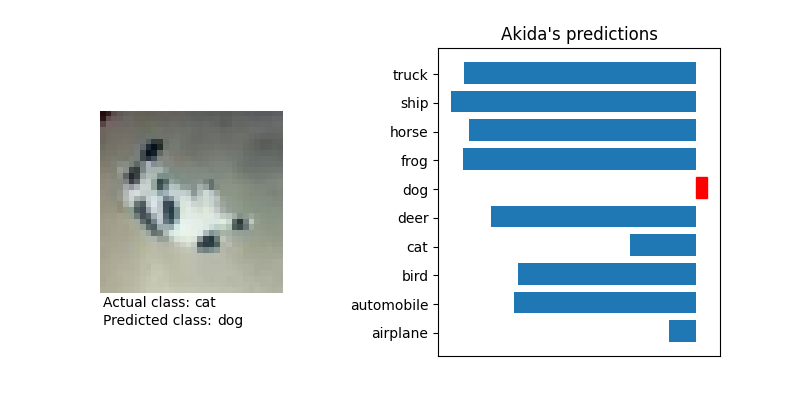 Akida's predictions
truck
ship
horse
frog
dog
deer
cat
bird
automobile
airplane
Actual class: cat
Predicted class: dog